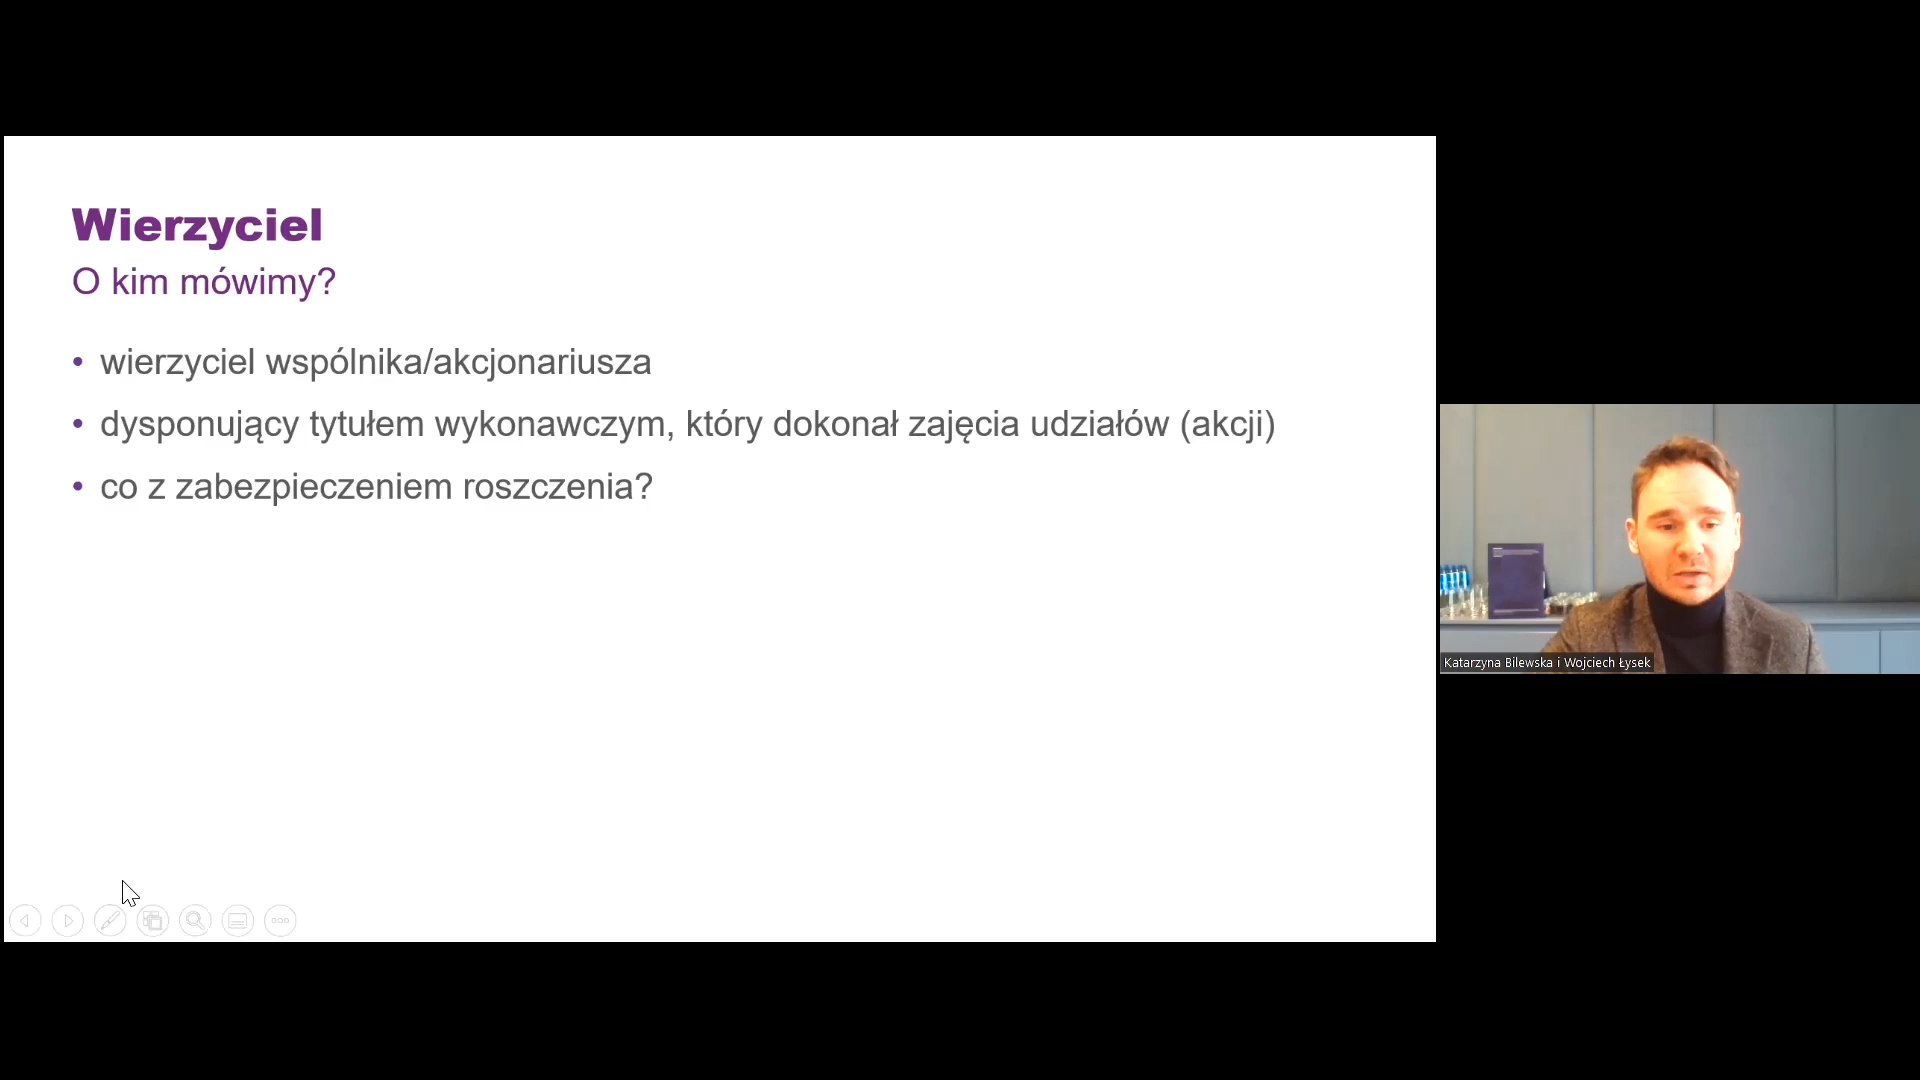 Wierzyciel
O kim mówimy?
• wierzyciel wspólnika/akcjonariusza
• dysponujący tytułem wykonawczym, który dokonał zajęcia udziałów (akcji)
• co z zabezpieczeniem roszczenia?
Katarzyna Bilewska i Wojciech Łysek